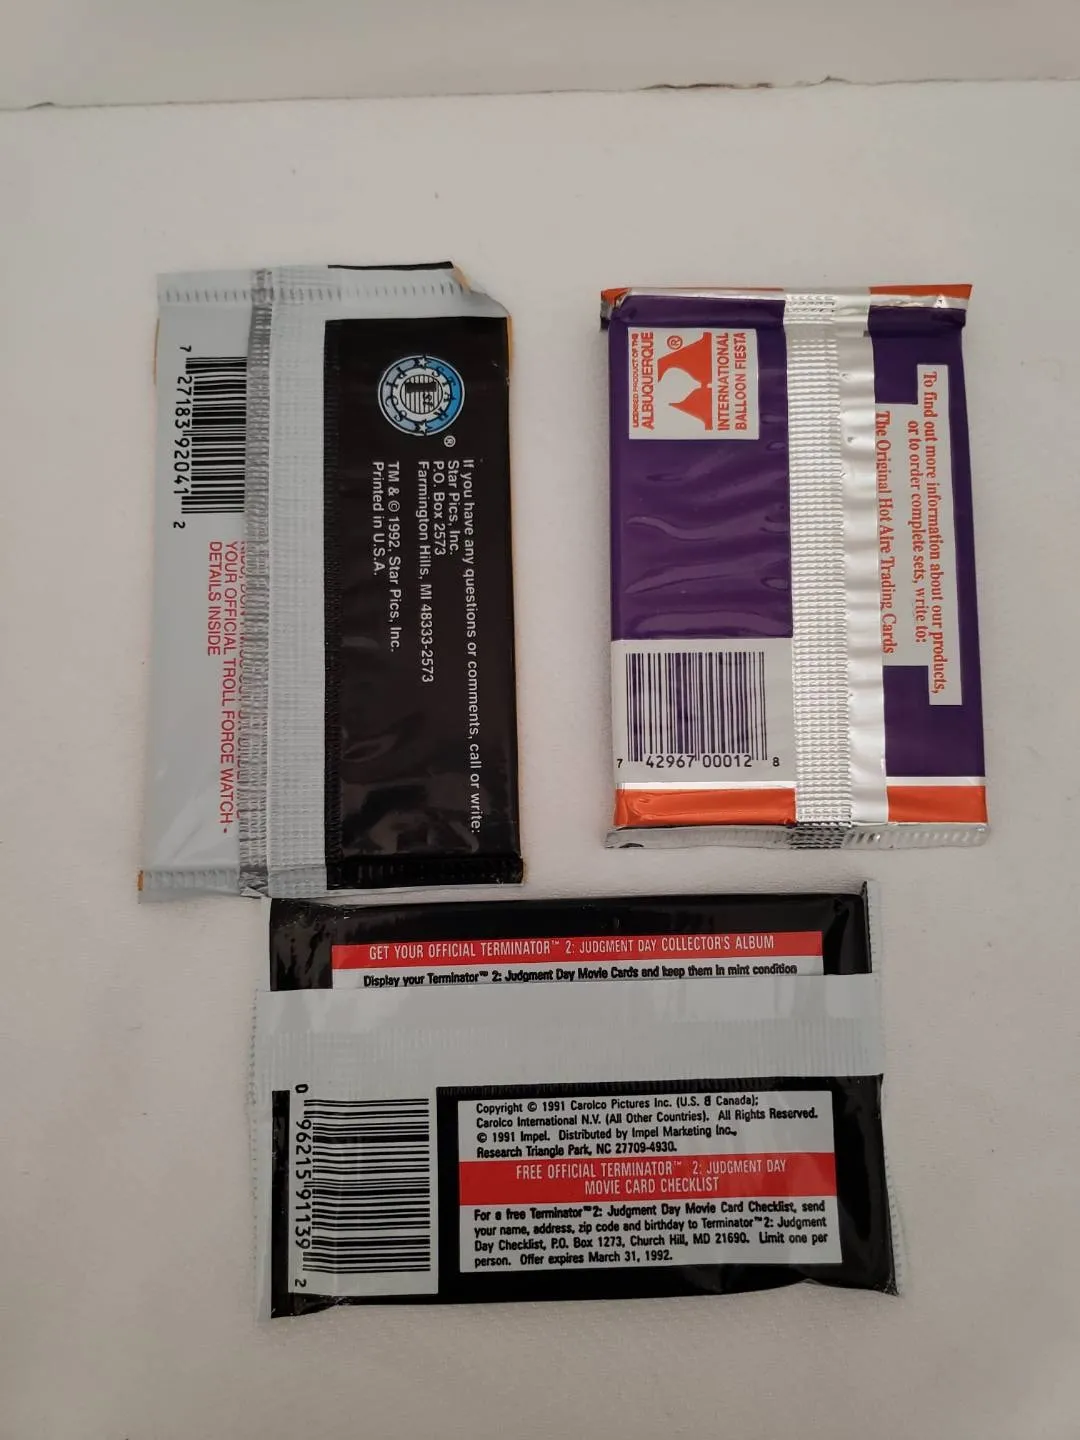 7 27183 92041 2
YOUR OFFICIAL TROLL FORCE WATCH -
DETAILS INSIDE
STAR PICS
®
If you have any questions or comments, call or write:
Star Pics, Inc.
P.O. Box 2573
Farmington Hills, MI 48333-2573
TM & © 1992, Star Pics, Inc.
Printed in U.S.A.
LICENSED PRODUCT OF THE
ALBUQUERQUE
A®
INTERNATIONAL
BALLOON FIESTA
To find out more information about our products,
or to order complete sets, write to:
The Original Hot Aire Trading Cards
7 42967 00012 8
GET YOUR OFFICIAL TERMINATOR™ 2: JUDGMENT DAY COLLECTOR'S ALBUM
Display your Terminator™ 2: Judgment Day Movie Cards and keep them in mint condition
0 96215 91139 2
Copyright © 1991 Carolco Pictures Inc. (U.S. & Canada);
Carolco International N.V. (All Other Countries). All Rights Reserved.
© 1991 Impel. Distributed by Impel Marketing Inc.,
Research Triangle Park, NC 27709-4930.
FREE OFFICIAL TERMINATOR™ 2: JUDGMENT DAY
MOVIE CARD CHECKLIST
For a free Terminator™ 2: Judgment Day Movie Card Checklist, send
your name, address, zip code and birthday to Terminator™ 2: Judgment
Day Checklist, P.O. Box 1273, Church Hill, MD 21690. Limit one per
person. Offer expires March 31, 1992.